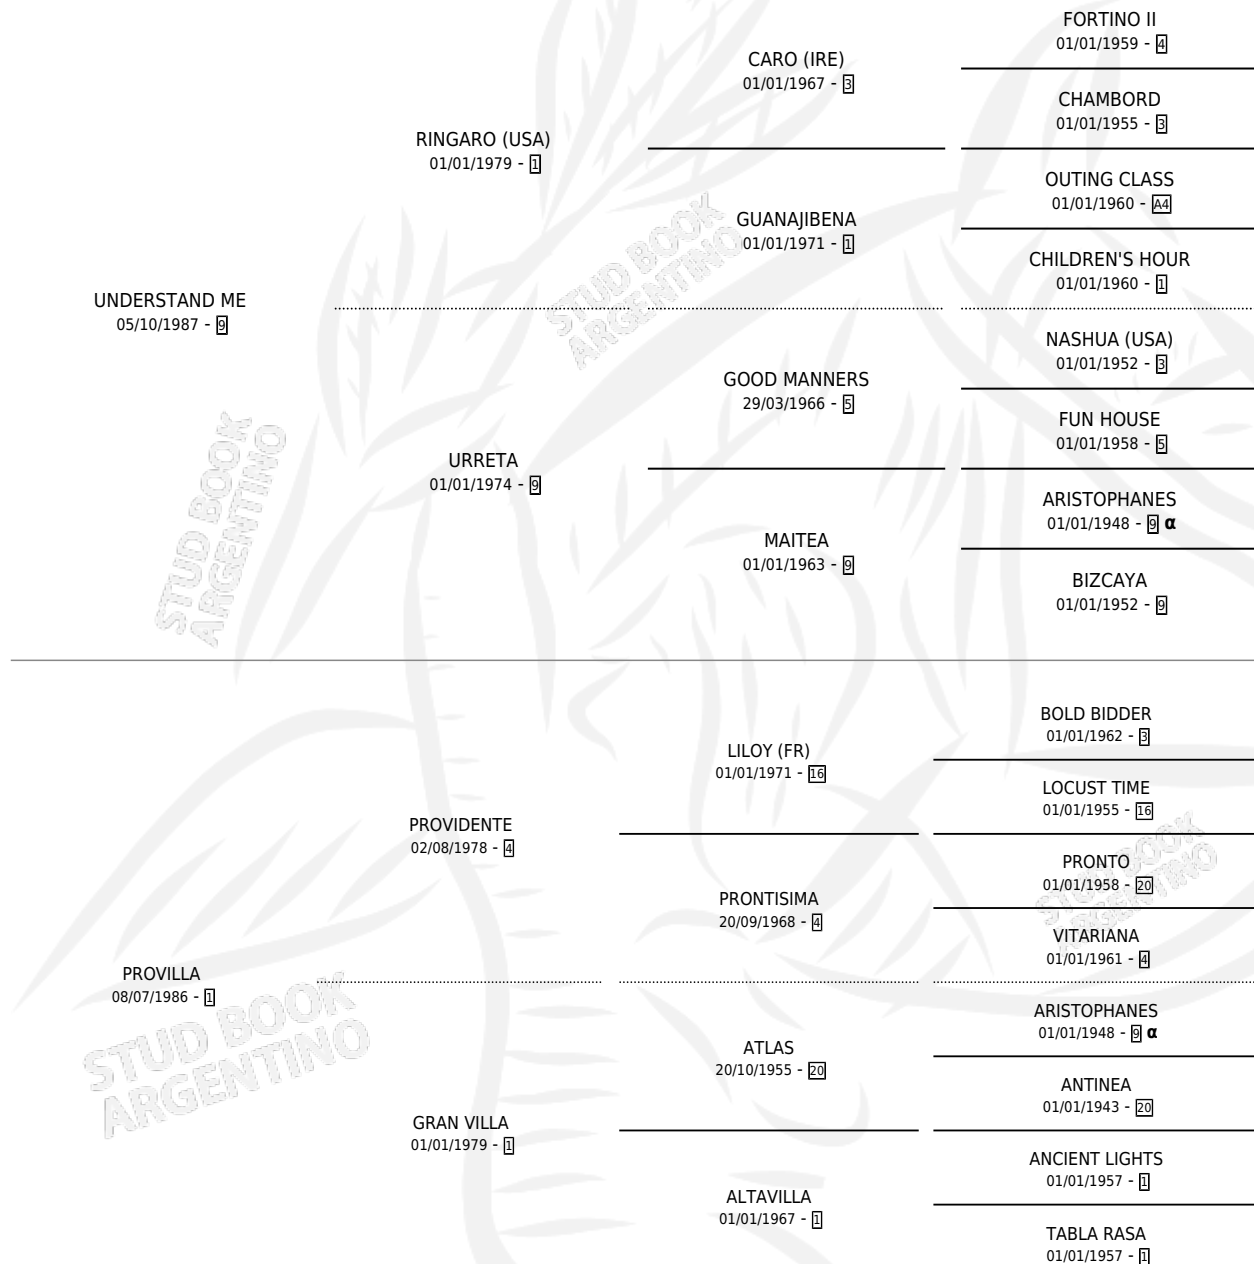 FORTINO II
01/01/1959 - 4
CARO (IRE)
01/01/1967 - 3
CHAMBORD
01/01/1955 - 3
RINGARO (USA)
01/01/1979 - 1
OUTING CLASS
01/01/1960 - A4
GUANAJIBENA
01/01/1971 - 1
CHILDREN'S HOUR
01/01/1960 - 1
UNDERSTAND ME
05/10/1987 - 9
NASHUA (USA)
01/01/1952 - 3
GOOD MANNERS
29/03/1966 - 5
FUN HOUSE
01/01/1958 - 5
URRETA
01/01/1974 - 9
ARISTOPHANES
01/01/1948 - 9 α
MAITEA
01/01/1963 - 9
BIZCAYA
01/01/1952 - 9
BOLD BIDDER
01/01/1962 - 3
LILOY (FR)
01/01/1971 - 16
LOCUST TIME
01/01/1955 - 16
PROVIDENTE
02/08/1978 - 4
PRONTO
01/01/1958 - 20
PRONTISIMA
20/09/1968 - 4
VITARIANA
01/01/1961 - 4
PROVILLA
08/07/1986 - 1
ARISTOPHANES
01/01/1948 - 9 α
ATLAS
20/10/1955 - 20
ANTINEA
01/01/1943 - 20
GRAN VILLA
01/01/1979 - 1
ANCIENT LIGHTS
01/01/1957 - 1
ALTAVILLA
01/01/1967 - 1
TABLA RASA
01/01/1957 - 1
STUD BOOK
ARGENTINO
STUD BOOK
ARGENTINO
STUD BOOK
ARGENTINO
STUD BOOK
ARGENTINO